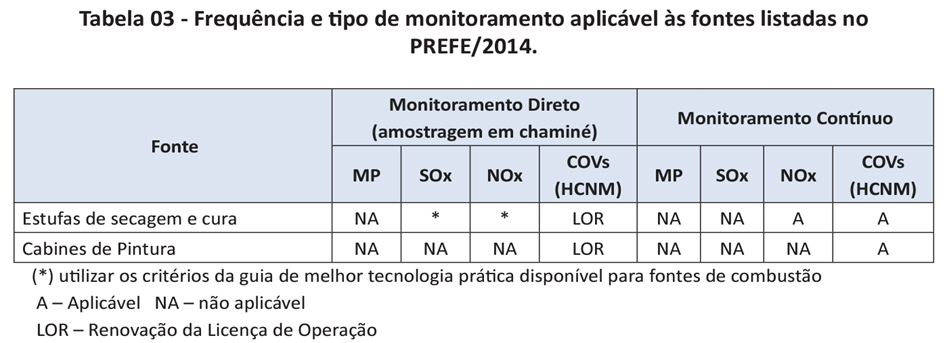 Tabela 03 - Frequência e tipo de monitoramento aplicável às fontes listadas no
PREFE/2014.
Fonte
Monitoramento Direto
(amostragem em chaminé)
Monitoramento Contínuo
MP SOx NOx COVs (HCNM) MP SOx NOx COVs (HCNM)
Estufas de secagem e cura NA * * LOR NA NA A A
Cabines de Pintura NA NA NA LOR NA NA NA A
(*) utilizar os critérios da guia de melhor tecnologia prática disponível para fontes de combustão
A – Aplicável NA – não aplicável
LOR – Renovação da Licença de Operação